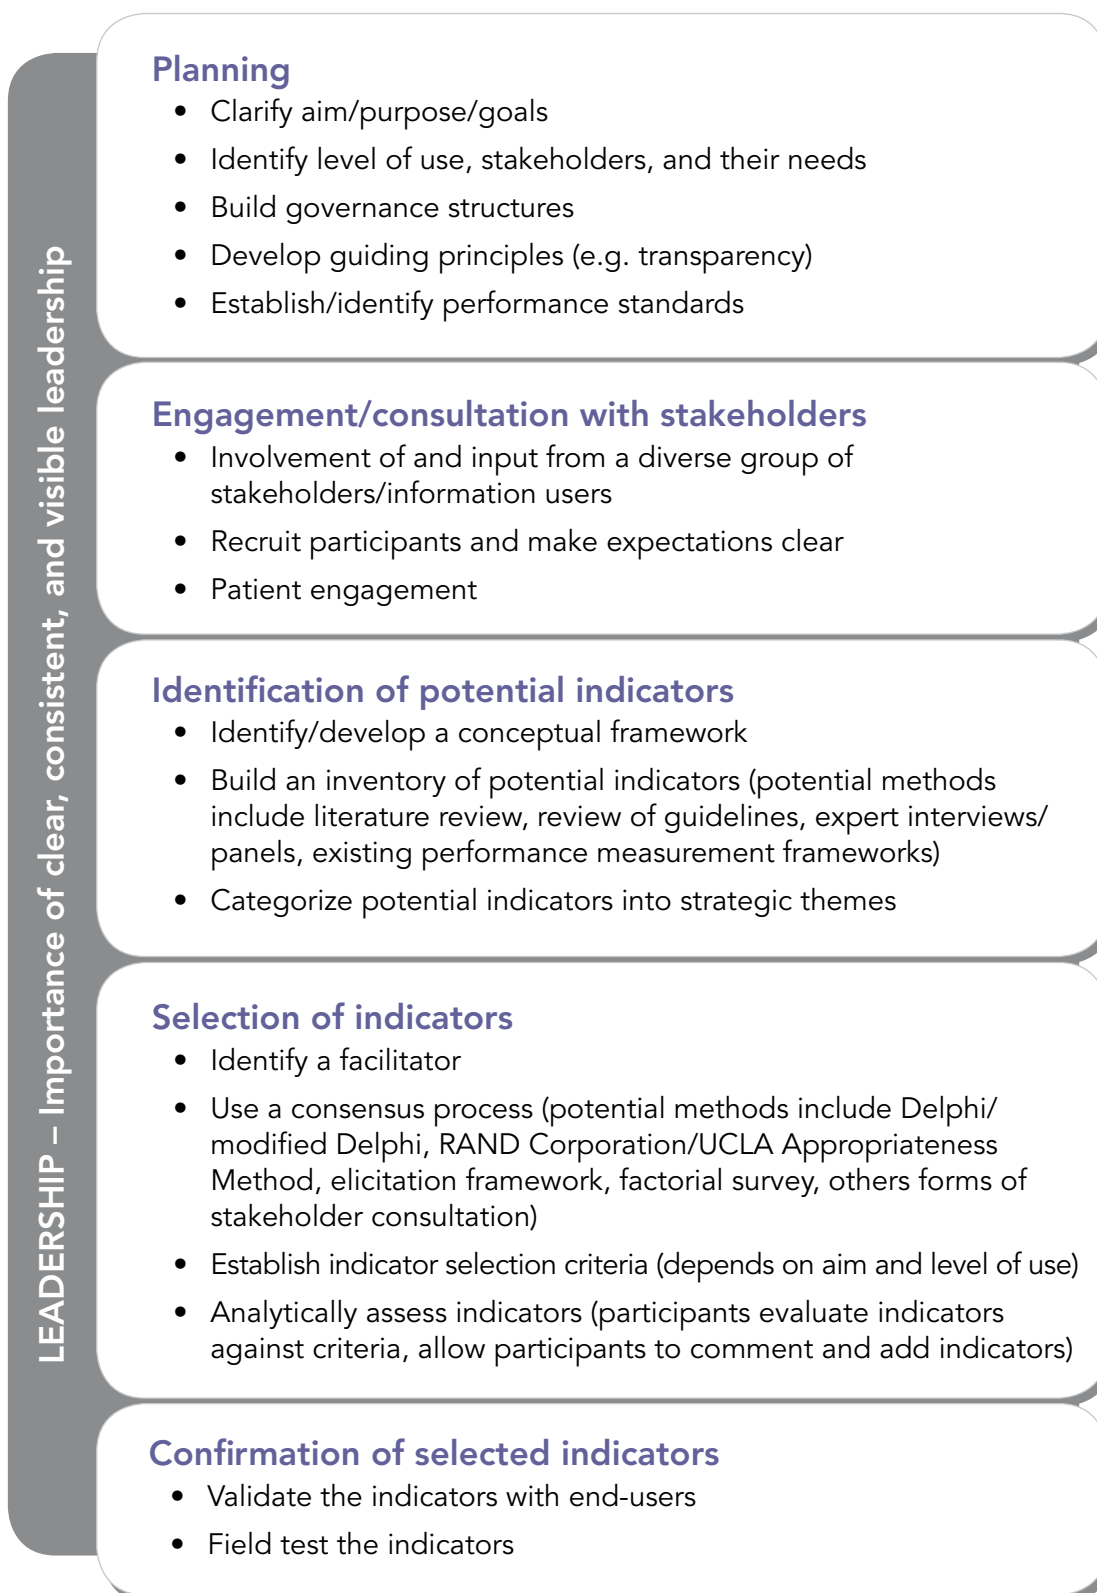 LEADERSHIP – Importance of clear, consistent, and visible leadership
Planning
• Clarify aim/purpose/goals
• Identify level of use, stakeholders, and their needs
• Build governance structures
• Develop guiding principles (e.g. transparency)
• Establish/identify performance standards
Engagement/consultation with stakeholders
• Involvement of and input from a diverse group of
stakeholders/information users
• Recruit participants and make expectations clear
• Patient engagement
Identification of potential indicators
• Identify/develop a conceptual framework
• Build an inventory of potential indicators (potential methods
include literature review, review of guidelines, expert interviews/
panels, existing performance measurement frameworks)
• Categorize potential indicators into strategic themes
Selection of indicators
• Identify a facilitator
• Use a consensus process (potential methods include Delphi/
modified Delphi, RAND Corporation/UCLA Appropriateness
Method, elicitation framework, factorial survey, others forms of
stakeholder consultation)
• Establish indicator selection criteria (depends on aim and level of use)
• Analytically assess indicators (participants evaluate indicators
against criteria, allow participants to comment and add indicators)
Confirmation of selected indicators
• Validate the indicators with end-users
• Field test the indicators